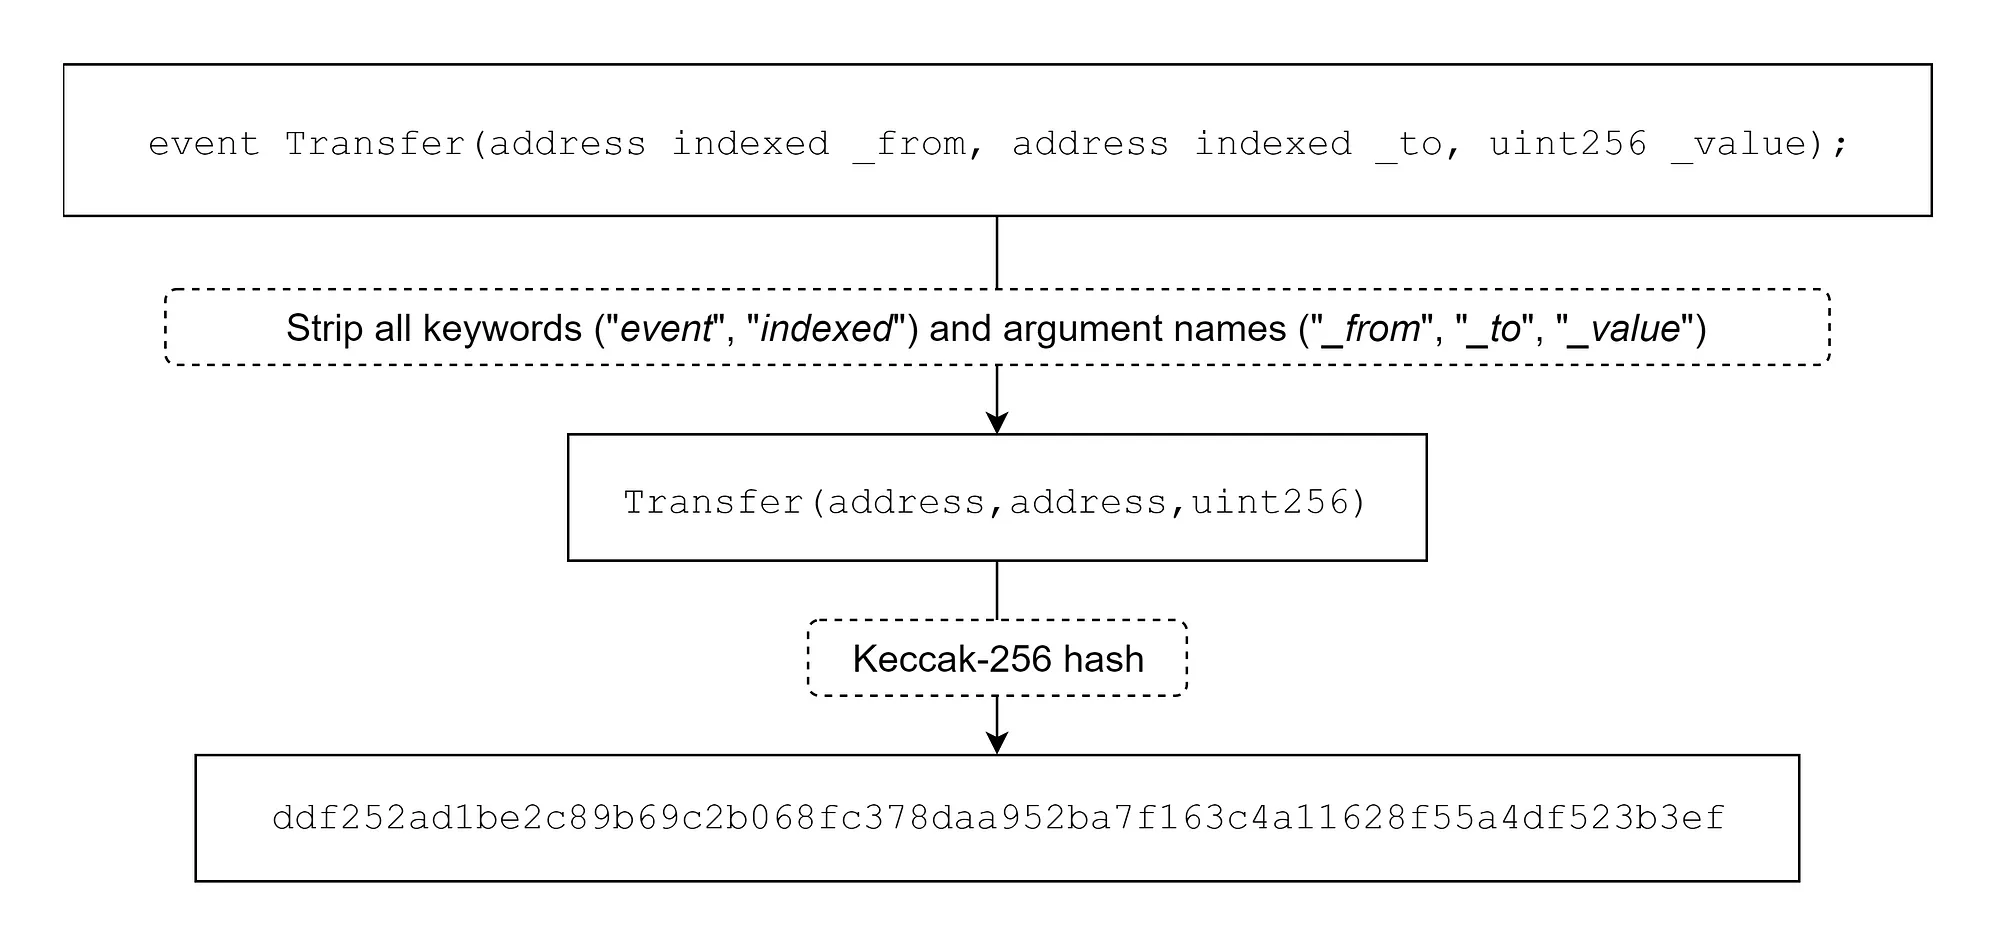 event Transfer(address indexed _from, address indexed _to, uint256 _value);
Strip all keywords ("event", "indexed") and argument names ("_from", "_to", "_value")
Transfer(address,address,uint256)
Keccak-256 hash
ddf252ad1be2c89b69c2b068fc378daa952ba7f163c4a11628f55a4df523b3ef